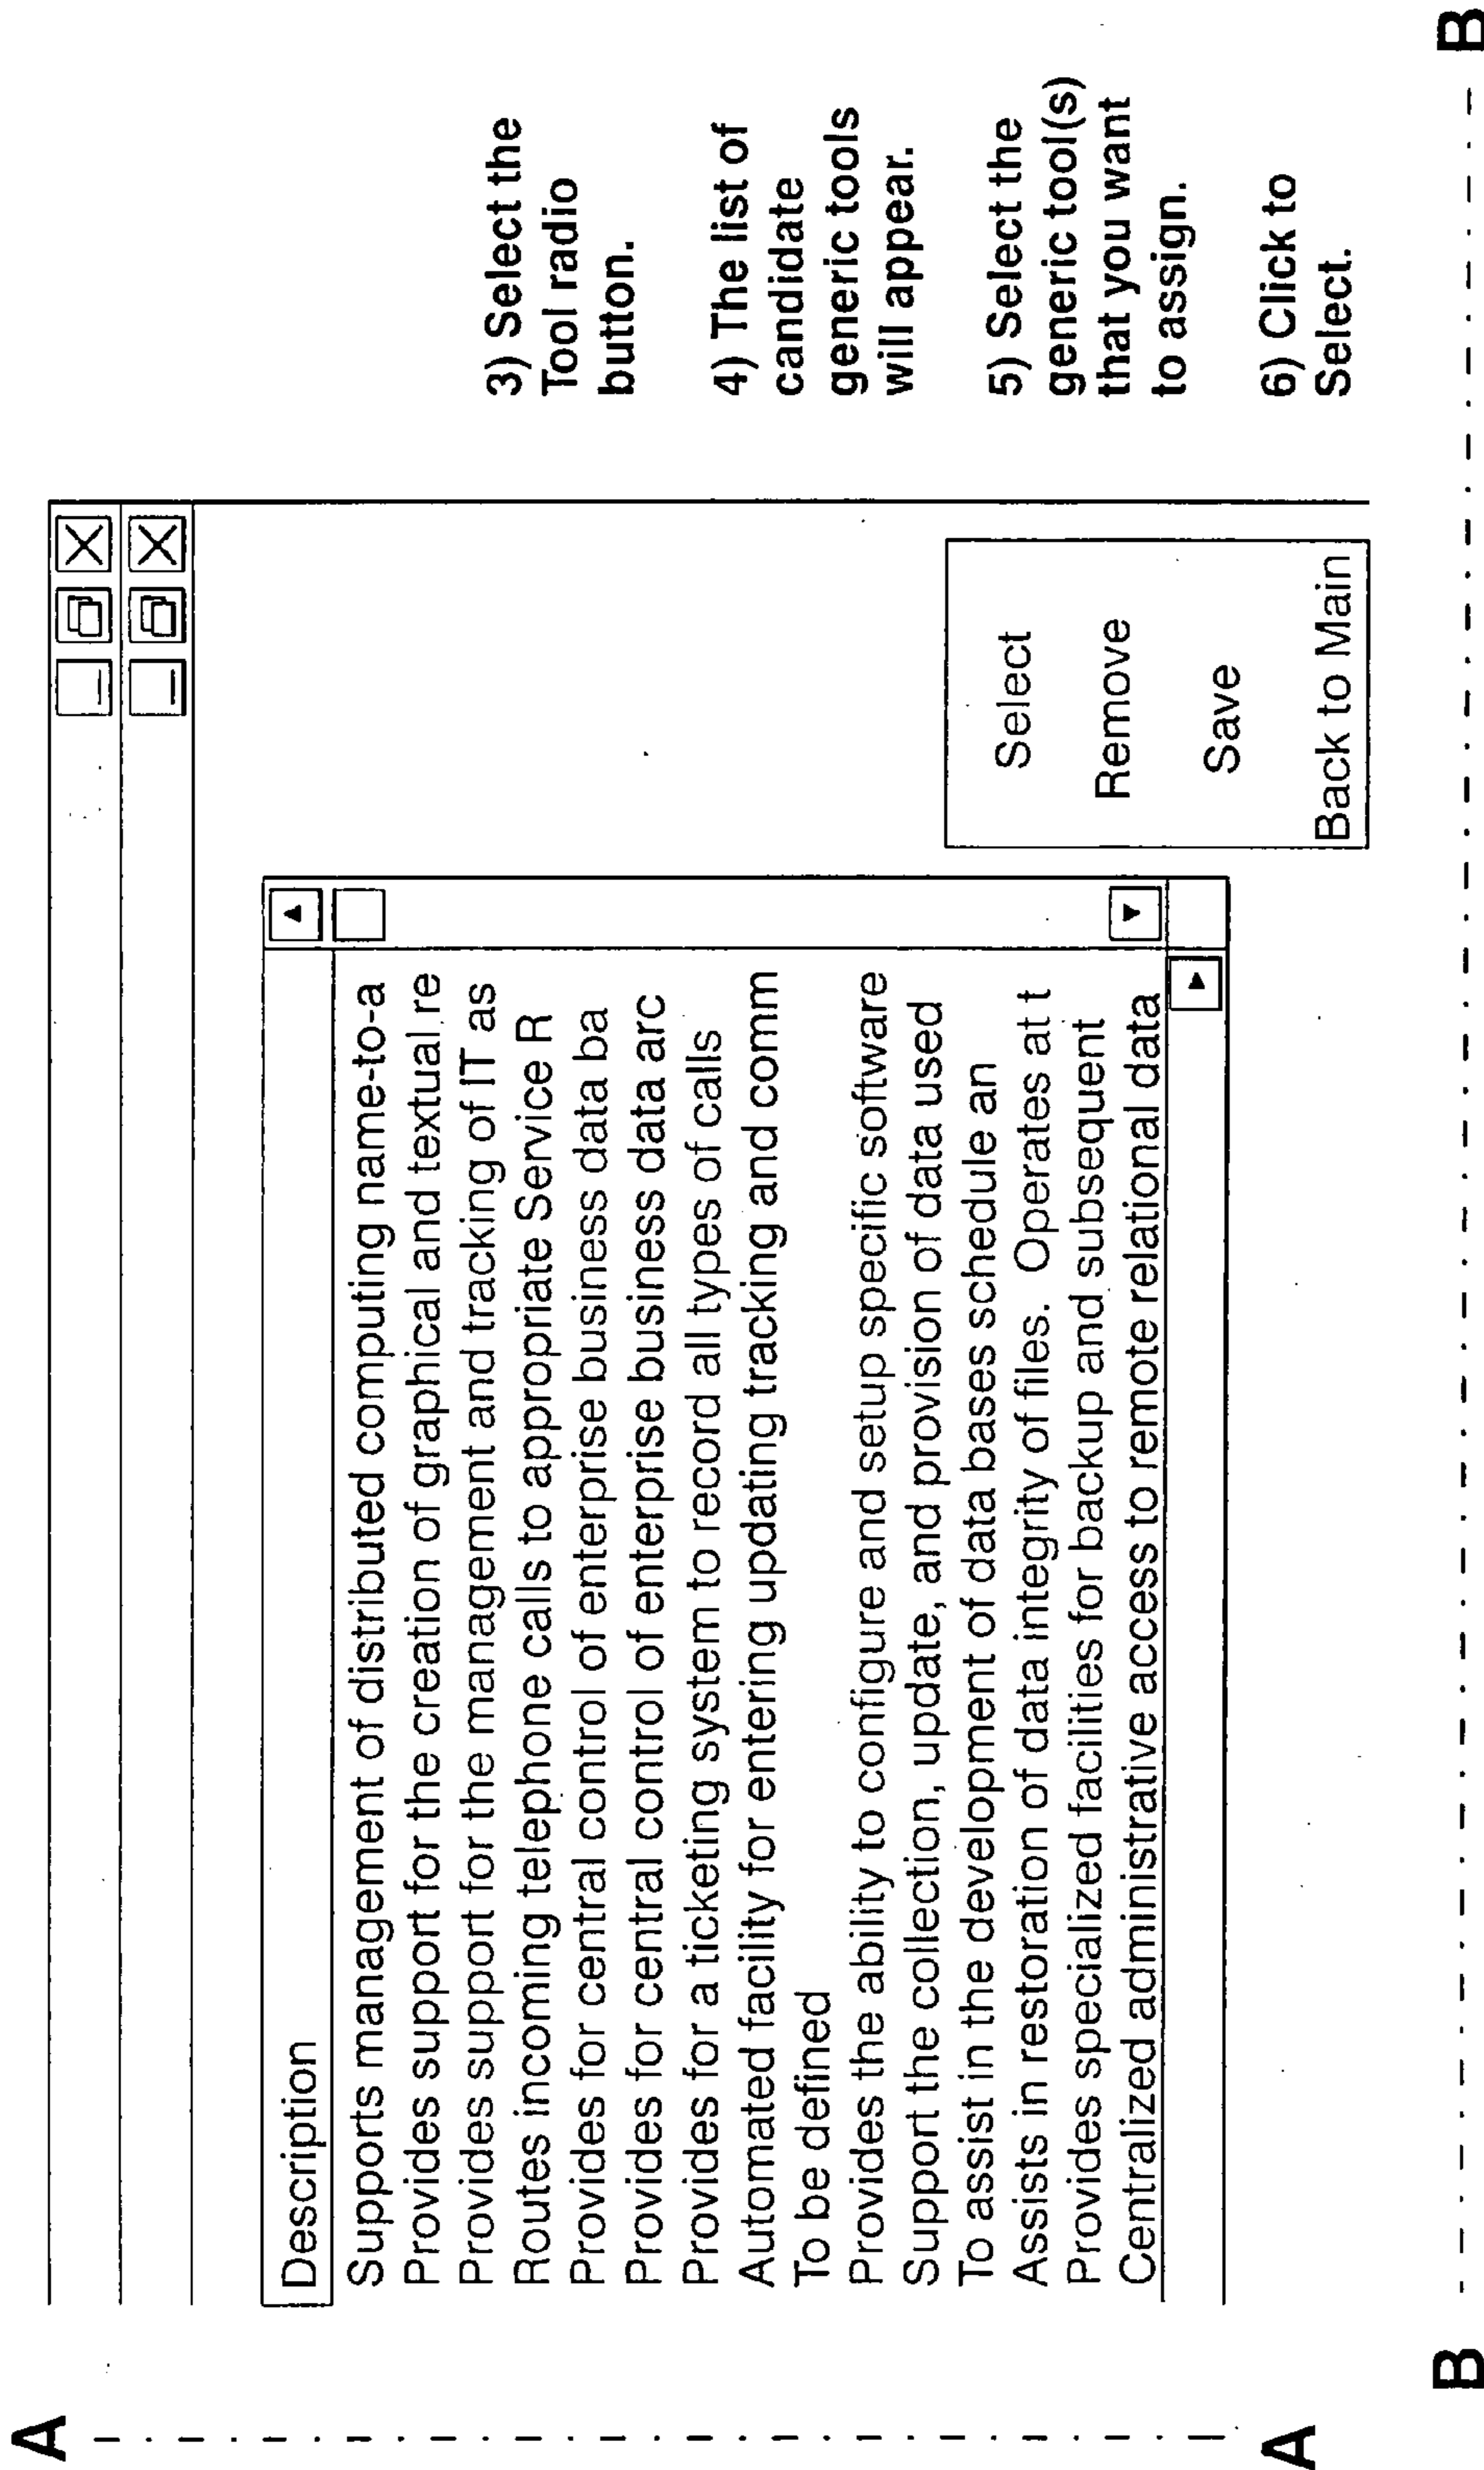 A
Description
Supports management of distributed computing name-to-a
Provides support for the creation of graphical and textual re
Provides support for the management and tracking of IT as
Routes incoming telephone calls to appropriate Service R
Provides for central control of enterprise business data ba
Provides for central control of enterprise business data arc
Provides for a ticketing system to record all types of calls
Automated facility for entering updating tracking and comm
To be defined
Provides the ability to configure and setup specific software
Support the collection, update, and provision of data used
To assist in the development of data bases schedule an
Assists in restoration of data integrity of files.  Operates at t
Provides specialized facilities for backup and subsequent
Centralized administrative access to remote relational data
A
Select
Remove
Save
Back to Main
3) Select the
Tool radio
button.
4) The list of
candidate
generic tools
will appear.
5) Select the
generic tool(s)
that you want
to assign.
6) Click to
Select.
B
B